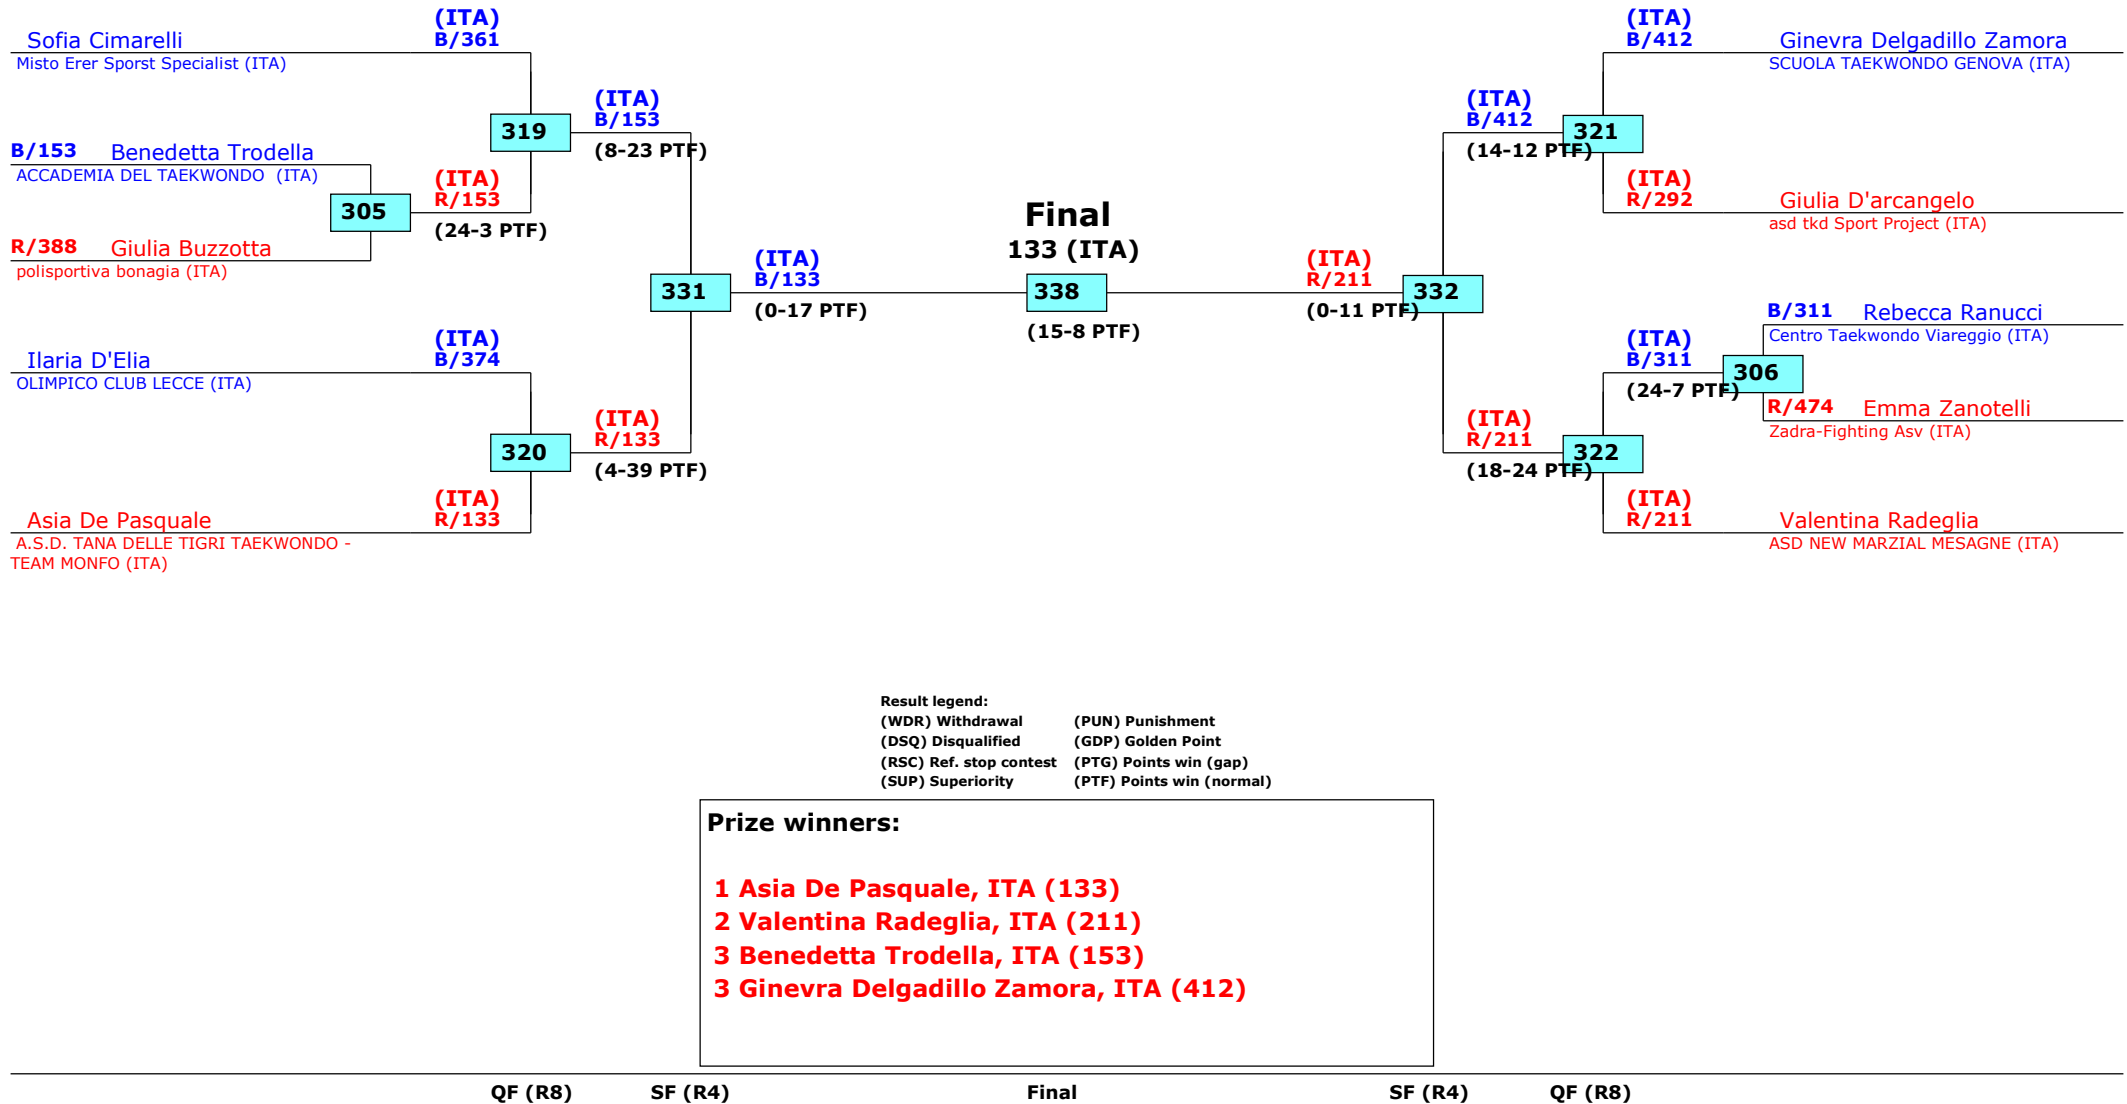 (ITA)
B/361
Sofia Cimarelli
Misto Erer Sporst Specialist (ITA)
319
(ITA)
B/153
(8-23 PTF)
B/153 Benedetta Trodella
ACCADEMIA DEL TAEKWONDO (ITA)
305
(ITA)
R/153
(24-3 PTF)
R/388 Giulia Buzzotta
polisportiva bonagia (ITA)
331
(ITA)
B/133
(0-17 PTF)
(ITA)
B/374
Ilaria D'Elia
OLIMPICO CLUB LECCE (ITA)
320
(ITA)
R/133
(4-39 PTF)
(ITA)
R/133
Asia De Pasquale
A.S.D. TANA DELLE TIGRI TAEKWONDO -
TEAM MONFO (ITA)
Final
133 (ITA)
338
(15-8 PTF)
(ITA)
B/412
Ginevra Delgadillo Zamora
SCUOLA TAEKWONDO GENOVA (ITA)
(ITA)
B/412
321
(14-12 PTF)
(ITA)
R/292
Giulia D'arcangelo
asd tkd Sport Project (ITA)
(ITA)
R/211
332
(0-11 PTF)
B/311 Rebecca Ranucci
Centro Taekwondo Viareggio (ITA)
(ITA)
B/311
306
(24-7 PTF)
R/474 Emma Zanotelli
Zadra-Fighting Asv (ITA)
(ITA)
R/211
322
(18-24 PTF)
(ITA)
R/211
Valentina Radeglia
ASD NEW MARZIAL MESAGNE (ITA)
Result legend:
(WDR) Withdrawal (PUN) Punishment
(DSQ) Disqualified (GDP) Golden Point
(RSC) Ref. stop contest (PTG) Points win (gap)
(SUP) Superiority (PTF) Points win (normal)
Prize winners:
1 Asia De Pasquale, ITA (133)
2 Valentina Radeglia, ITA (211)
3 Benedetta Trodella, ITA (153)
3 Ginevra Delgadillo Zamora, ITA (412)
QF (R8) SF (R4) Final SF (R4) QF (R8)